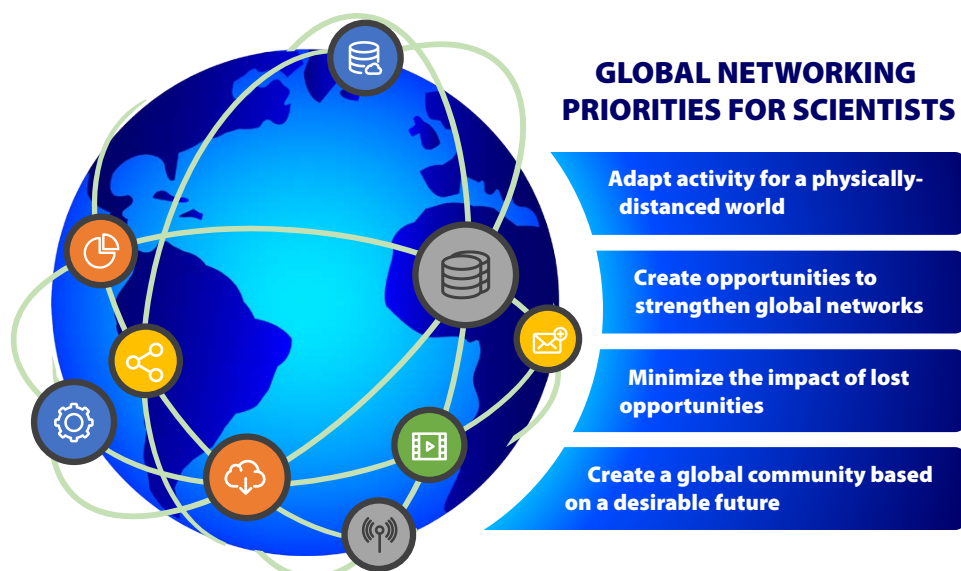 GLOBAL NETWORKING
PRIORITIES FOR SCIENTISTS
Adapt activity for a physically-
distanced world
Create opportunities to
strengthen global networks
Minimize the impact of lost
opportunities
Create a global community based
on a desirable future